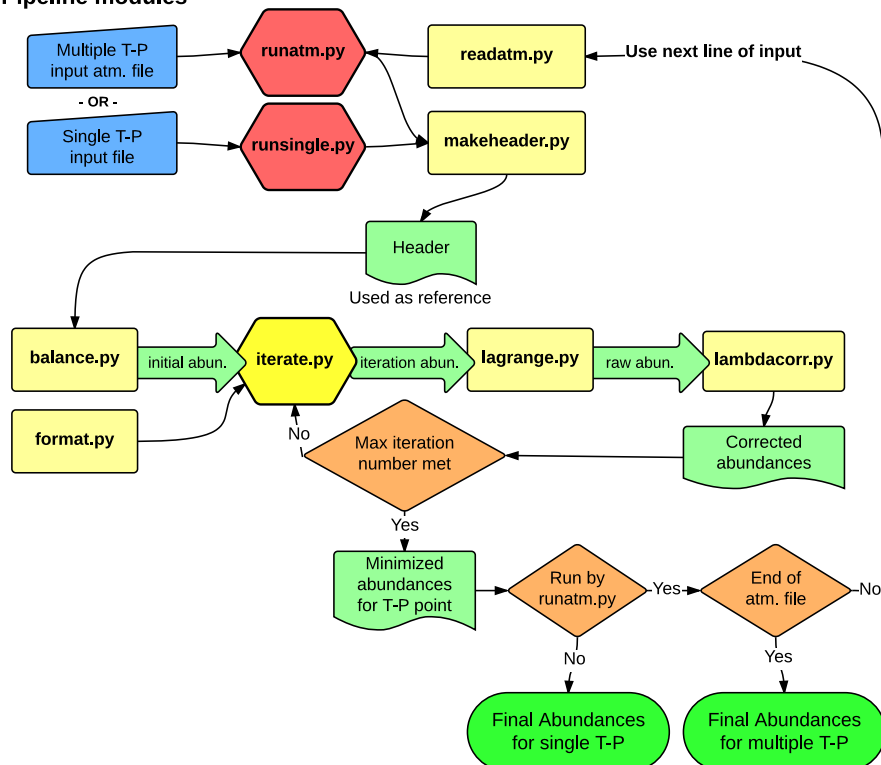 Pipeline modules
Multiple T-P
input atm. file
runatm.py
readatm.py
Use next line of input
- OR -
Single T-P
input file
runsingle.py
makeheader.py
Header
Used as reference
balance.py
initial abun.
iterate.py
iteration abun.
lagrange.py
raw abun.
lambdacorr.py
format.py
No
Max iteration
number met
Corrected
abundances
Yes
Minimized
abundances
for T-P point
Run by
runatm.py
Yes
End of
atm. file
No
No
Yes
Final Abundances
for single T-P
Final Abundances
for multiple T-P